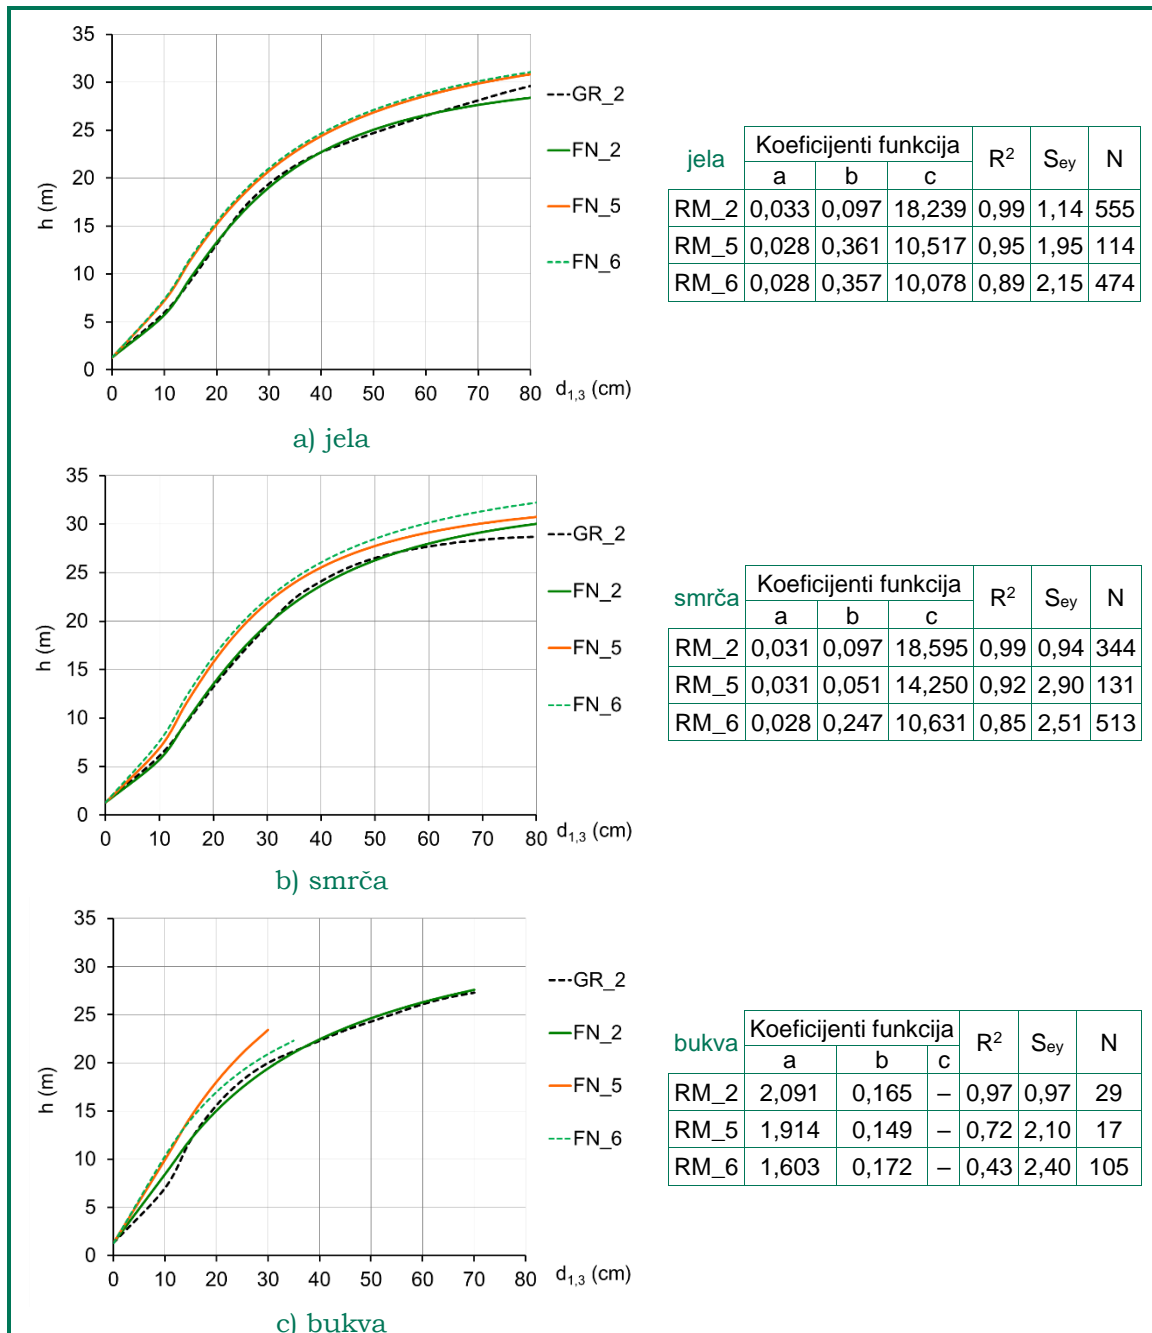 35
30
25
20
15
10
5
0
h (m)
0 10 20 30 40 50 60 70 80 d1,3 (cm)
GR_2
FN_2
FN_5
FN_6
a) jela
jela Koeficijenti funkcija R² Sey N
a b c
RM_2 0,033 0,097 18,239 0,99 1,14 555
RM_5 0,028 0,361 10,517 0,95 1,95 114
RM_6 0,028 0,357 10,078 0,89 2,15 474
35
30
25
20
15
10
5
0
h (m)
0 10 20 30 40 50 60 70 80 d1,3 (cm)
GR_2
FN_2
FN_5
FN_6
b) smrča
smrča Koeficijenti funkcija R² Sey N
a b c
RM_2 0,031 0,097 18,595 0,99 0,94 344
RM_5 0,031 0,051 14,250 0,92 2,90 131
RM_6 0,028 0,247 10,631 0,85 2,51 513
35
30
25
20
15
10
5
0
h (m)
0 10 20 30 40 50 60 70 80 d1,3 (cm)
GR_2
FN_2
FN_5
FN_6
c) bukva
bukva Koeficijenti funkcija R² Sey N
a b c
RM_2 2,091 0,165 – 0,97 0,97 29
RM_5 1,914 0,149 – 0,72 2,10 17
RM_6 1,603 0,172 – 0,43 2,40 105